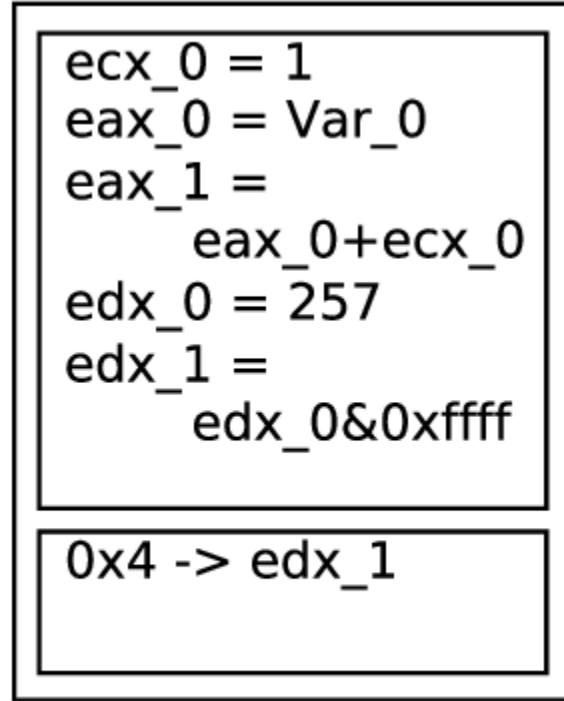 ecx_0 = 1
eax_0 = Var_0
eax_1 =
eax_0+ecx_0
edx_0 = 257
edx_1 =
edx_0&0xffff
0x4 -> edx_1